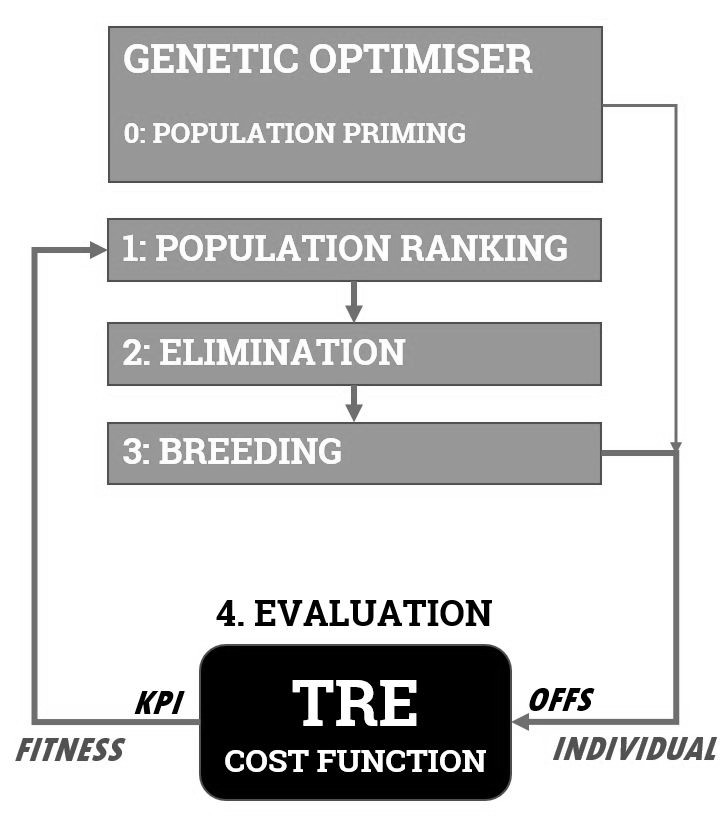 GENETIC OPTIMISER
0: POPULATION PRIMING
1: POPULATION RANKING
2: ELIMINATION
3: BREEDING
4. EVALUATION
TRE
COST FUNCTION
KPI
FITNESS
OFFS
INDIVIDUAL